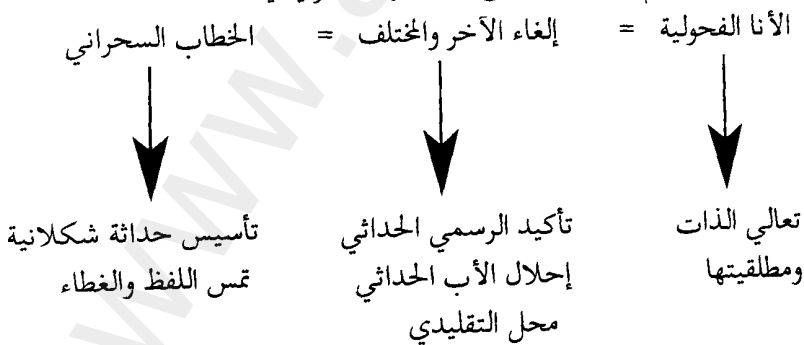 الأنا الفحولية = إلغاء الآخر والمختلف = الخطاب السحراني
تعالي الذات
ومطلقيتها
تأكيد الرسمي الحداثي
إحلال الأب الحداثي
محل التقليدي
تأسيس حداثة شكلانية
تمس اللفظ والغطاء
www.